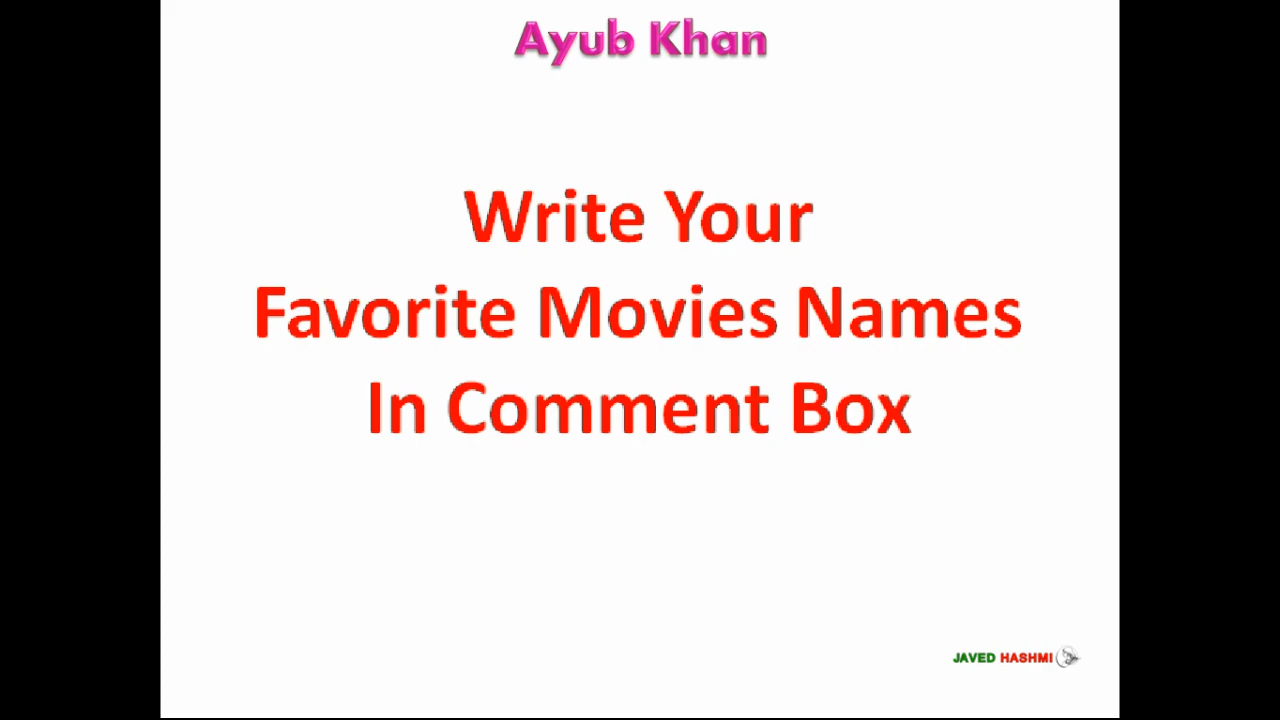 Ayub Khan
Write Your
Favorite Movies Names
In Comment Box
JAVED HASHMI